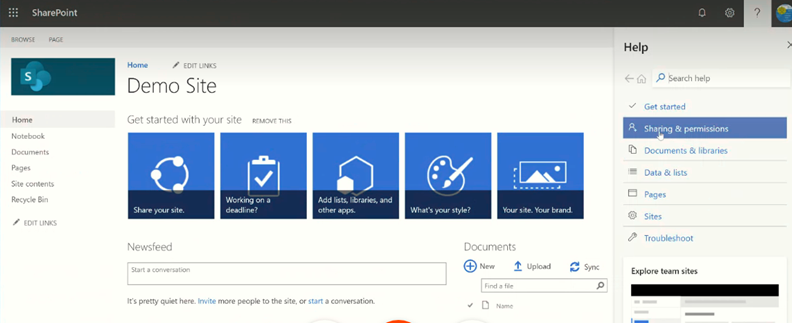 SharePoint
?
BROWSE PAGE
S
Home
Notebook
Documents
Pages
Site contents
Recycle Bin
EDIT LINKS
Home EDIT LINKS
Demo Site
Get started with your site REMOVE THIS
Share your site.
Working on a
deadline?
Add lists, libraries, and
other apps.
What's your style?
Your site. Your brand.
Newsfeed
Start a conversation
It's pretty quiet here. Invite more people to the site, or start a conversation.
Documents
New Upload Sync
Find a file
Name
Help
Search help
Get started
Sharing & permissions
Documents & libraries
Data & lists
Pages
Sites
Troubleshoot
Explore team sites